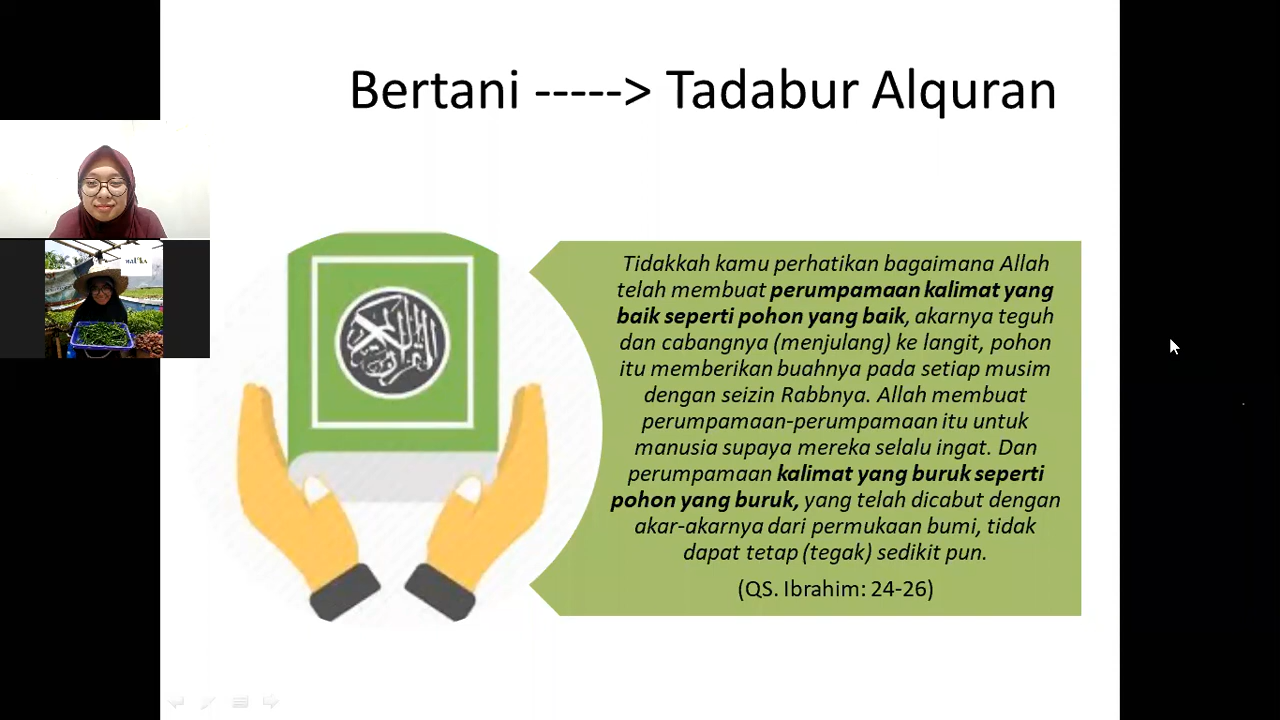 Bertani -----> Tadabur Alquran
Tidakkah kamu perhatikan bagaimana Allah
telah membuat perumpamaan kalimat yang
baik seperti pohon yang baik, akarnya teguh
dan cabangnya (menjulang) ke langit, pohon
itu memberikan buahnya pada setiap musim
dengan seizin Rabbnya. Allah membuat
perumpamaan-perumpamaan itu untuk
manusia supaya mereka selalu ingat. Dan
perumpamaan kalimat yang buruk seperti
pohon yang buruk, yang telah dicabut dengan
akar-akarnya dari permukaan bumi, tidak
dapat tetap (tegak) sedikit pun.
(QS. Ibrahim: 24-26)